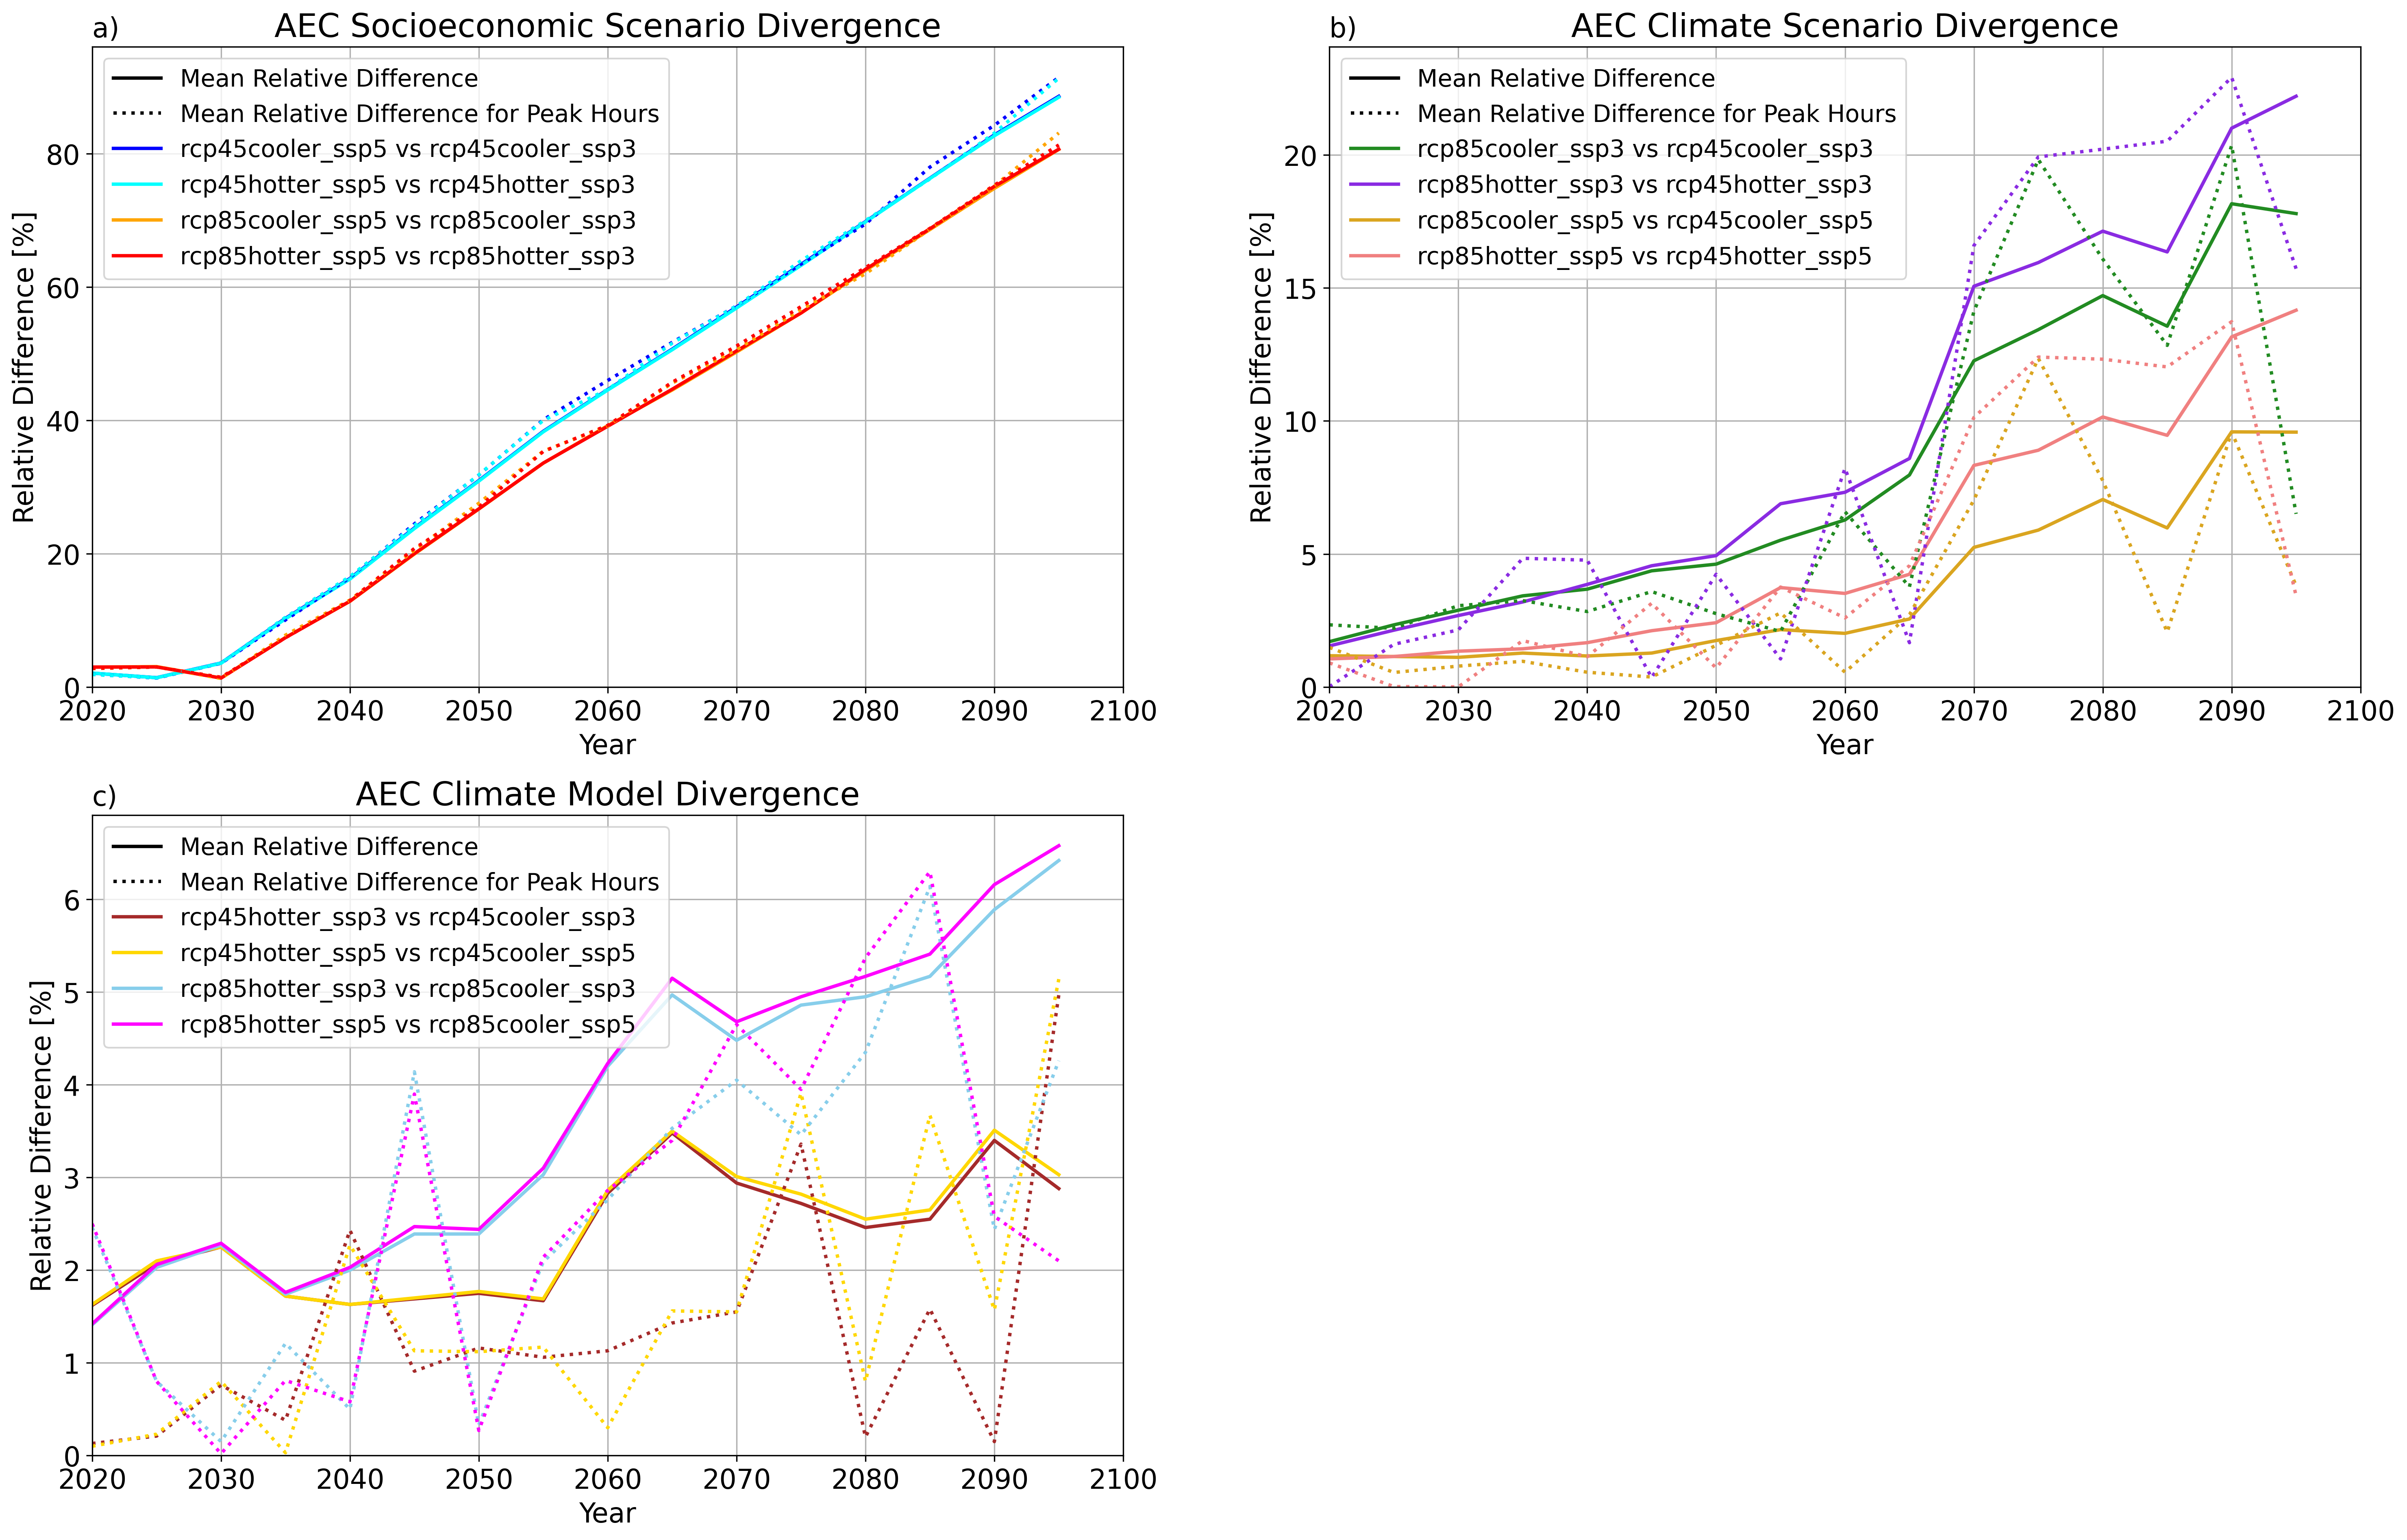 a)
AEC Socioeconomic Scenario Divergence
Mean Relative Difference
Mean Relative Difference for Peak Hours
rcp45cooler_ssp5 vs rcp45cooler_ssp3
rcp45hotter_ssp5 vs rcp45hotter_ssp3
rcp85cooler_ssp5 vs rcp85cooler_ssp3
rcp85hotter_ssp5 vs rcp85hotter_ssp3
Relative Difference [%]
80
60
40
20
0
2020 2030 2040 2050 2060 2070 2080 2090 2100
Year
b)
AEC Climate Scenario Divergence
Mean Relative Difference
Mean Relative Difference for Peak Hours
rcp85cooler_ssp3 vs rcp45cooler_ssp3
rcp85hotter_ssp3 vs rcp45hotter_ssp3
rcp85cooler_ssp5 vs rcp45cooler_ssp5
rcp85hotter_ssp5 vs rcp45hotter_ssp5
Relative Difference [%]
20
15
10
5
0
2020 2030 2040 2050 2060 2070 2080 2090 2100
Year
c)
AEC Climate Model Divergence
Mean Relative Difference
Mean Relative Difference for Peak Hours
rcp45hotter_ssp3 vs rcp45cooler_ssp3
rcp45hotter_ssp5 vs rcp45cooler_ssp5
rcp85hotter_ssp3 vs rcp85cooler_ssp3
rcp85hotter_ssp5 vs rcp85cooler_ssp5
Relative Difference [%]
6
5
4
3
2
1
0
2020 2030 2040 2050 2060 2070 2080 2090 2100
Year